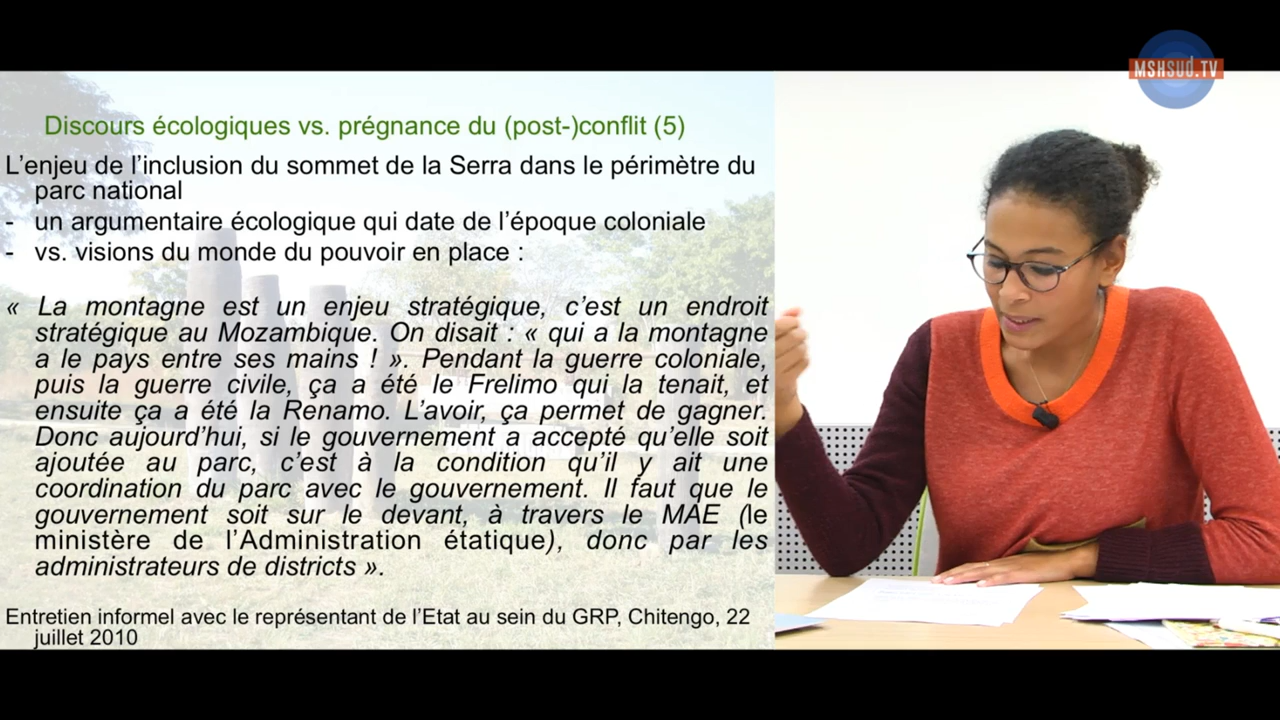 MSHSUD.TV
Discours écologiques vs. prégnance du (post-)conflit (5)
L'enjeu de l'inclusion du sommet de la Serra dans le périmètre du
parc national
- un argumentaire écologique qui date de l'époque coloniale
- vs. visions du monde du pouvoir en place :
« La montagne est un enjeu stratégique, c'est un endroit
stratégique au Mozambique. On disait : « qui a la montagne
a le pays entre ses mains ! ». Pendant la guerre coloniale,
puis la guerre civile, ça a été le Frelimo qui la tenait, et
ensuite ça a été la Renamo. L'avoir, ça permet de gagner.
Donc aujourd'hui, si le gouvernement a accepté qu'elle soit
ajoutée au parc, c'est à la condition qu'il y ait une
coordination du parc avec le gouvernement. Il faut que le
gouvernement soit sur le devant, à travers le MAE (le
ministère de l'Administration étatique), donc par les
administrateurs de districts ».
Entretien informel avec le représentant de l'Etat au sein du GRP, Chitengo, 22
juillet 2010